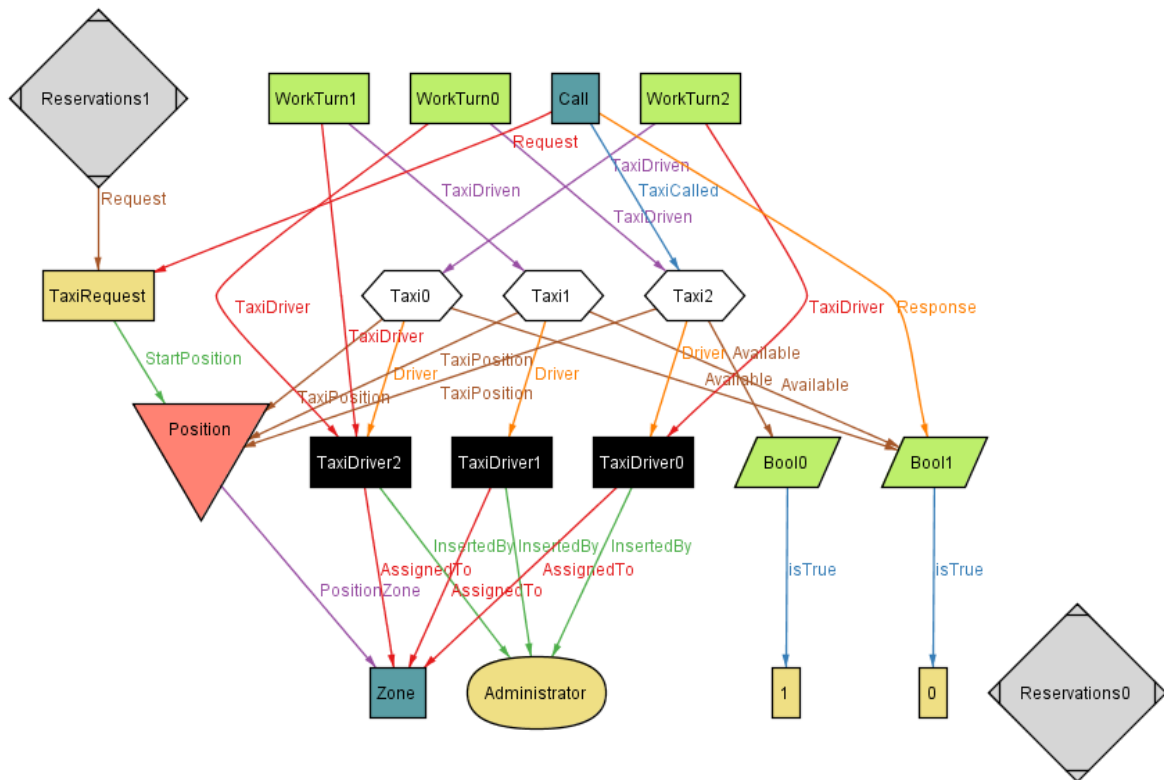 Reservations1
WorkTurn1
WorkTurn0
Call
WorkTurn2
Request
TaxiDriven
Request
TaxiDriven
TaxiCalled
TaxiDriven
TaxiRequest
Taxi0
Taxi1
Taxi2
TaxiDriver
TaxiDriver
Response
TaxiDriver
StartPosition
TaxiPosition
Driver
Available
Driver
Driver
Available
Available
TaxiPosition
TaxiPosition
Position
TaxiDriver2
TaxiDriver1
TaxiDriver0
Bool0
Bool1
InsertedBy
InsertedBy
InsertedBy
AssignedTo
AssignedTo
isTrue
isTrue
PositionZone
AssignedTo
Zone
Administrator
1
0
Reservations0